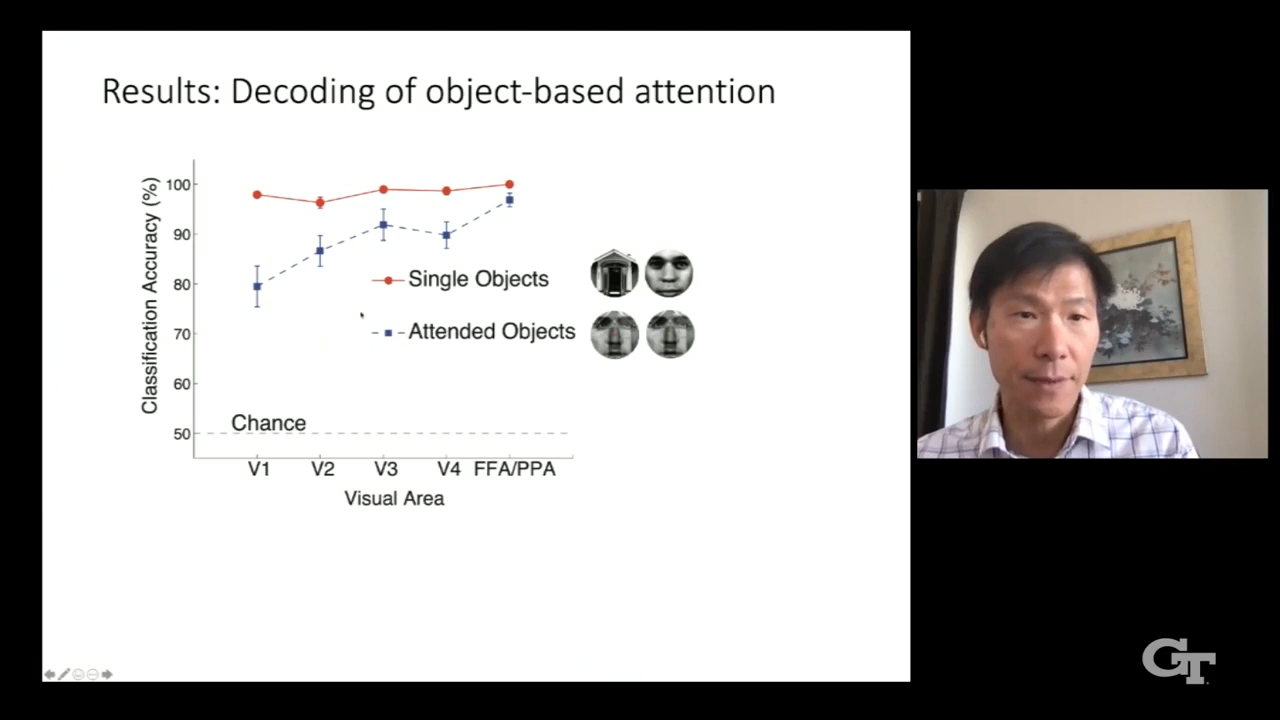 Results: Decoding of object-based attention
Classification Accuracy (%)
100
90
80
70
60
50
Single Objects
Attended Objects
Chance
V1 V2 V3 V4 FFA/PPA
Visual Area
GT